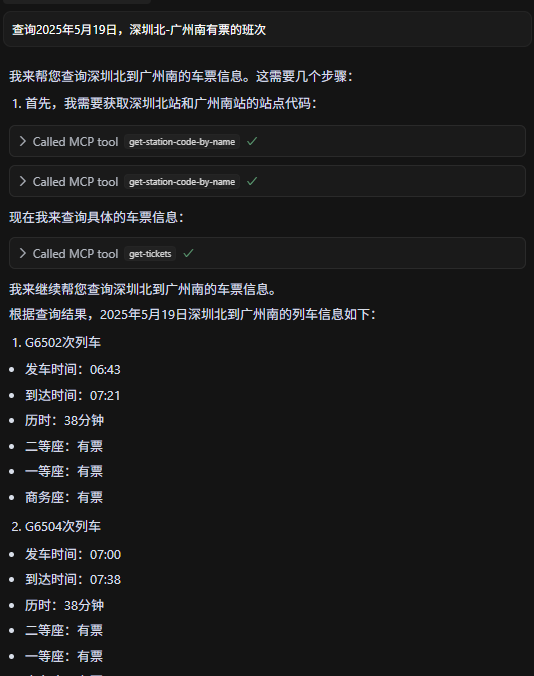 查询2025年5月19日，深圳北-广州南有票的班次
我来帮您查询深圳北到广州南的车票信息。这需要几个步骤：
1. 首先，我需要获取深圳北站和广州南站的站点代码：
Called MCP tool get-station-code-by-name
Called MCP tool get-station-code-by-name
现在我来查询具体的车票信息：
Called MCP tool get-tickets
我来继续帮您查询深圳北到广州南的车票信息。
根据查询结果，2025年5月19日深圳北到广州南的列车信息如下：
1. G6502次列车
发车时间：06:43
到达时间：07:21
历时：38分钟
二等座：有票
一等座：有票
商务座：有票
2. G6504次列车
发车时间：07:00
到达时间：07:38
历时：38分钟
二等座：有票
一等座：有票